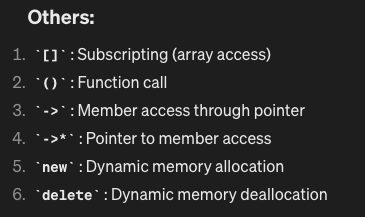 Others:
1. `[]` : Subscripting (array access)
2. `()` : Function call
3. `->` : Member access through pointer
4. `->*` : Pointer to member access
5. `new` : Dynamic memory allocation
6. `delete` : Dynamic memory deallocation